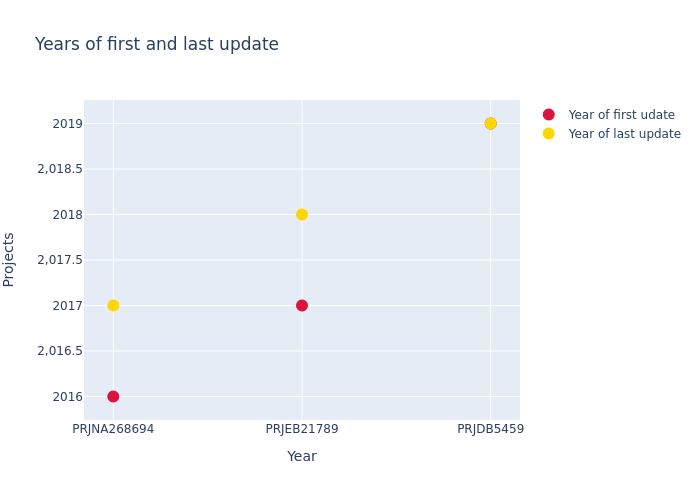 Years of first and last update
Year of first udate
Year of last update
2019
2,018.5
2018
2,017.5
2017
2,016.5
2016
Projects
PRJNA268694
PRJEB21789
PRJDB5459
Year